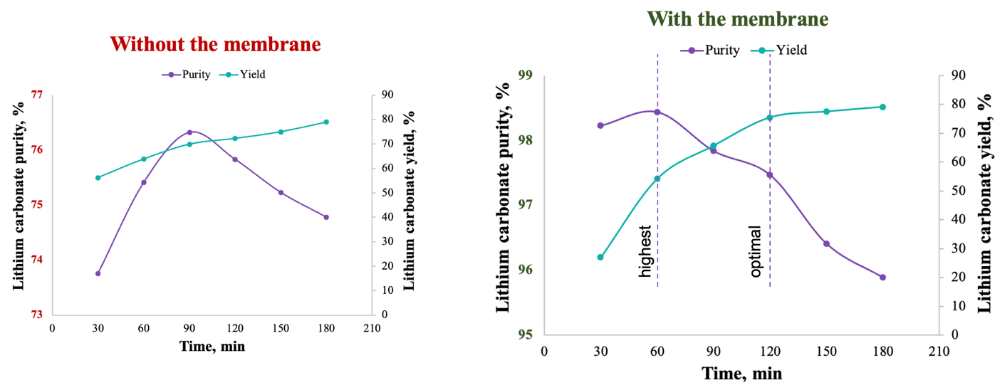 Without the membrane
Purity Yield
Lithium carbonate purity, %
77
76
75
74
73
90
80
70
60
50
40
30
20
10
0
Lithium carbonate yield, %
0 30 60 90 120 150 180 210
Time, min
With the membrane
Purity Yield
Lithium carbonate purity, %
99
98
97
96
95
highest
optimal
90
80
70
60
50
40
30
20
10
0
Lithium carbonate yield, %
0 30 60 90 120 150 180 210
Time, min